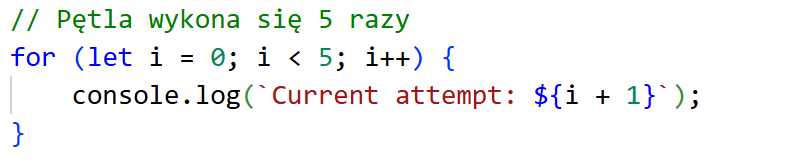 // Pętla wykona się 5 razy
for (let i = 0; i < 5; i++) {
    console.log(`Current attempt: ${i + 1}`);
}